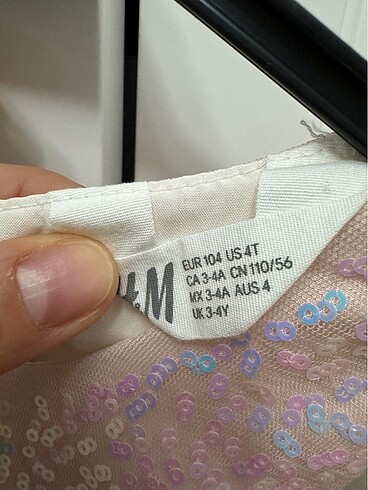 H&M
EUR 104 US 4T
CA 3-4A CN 110/56
MX 3-4A AUS 4
UK 3-4Y